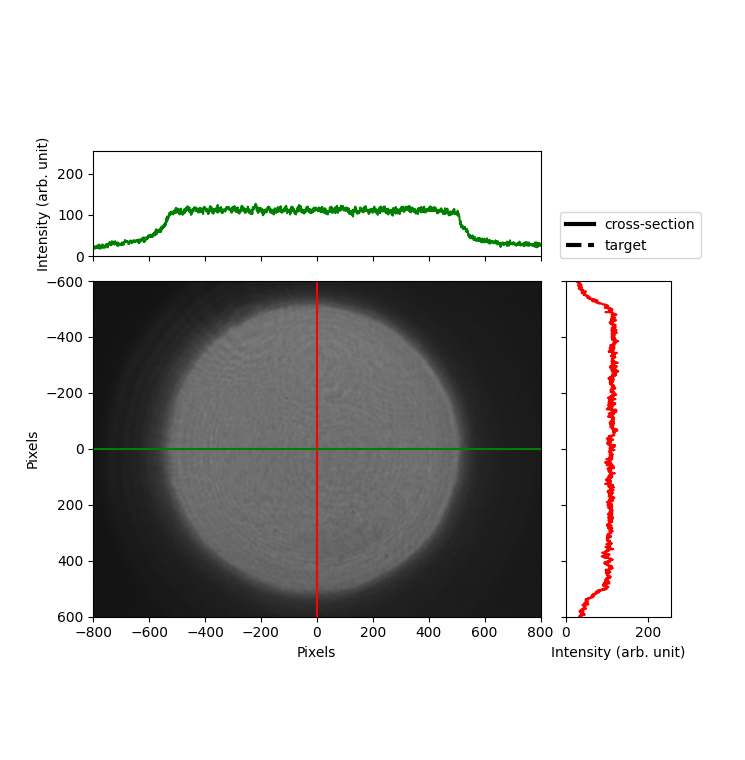 Intensity (arb. unit)
200
100
0
cross-section
target
Pixels
−600
−400
−200
0
200
400
600
−800 −600 −400 −200 0 200 400 600 800
Pixels
0 200
Intensity (arb. unit)